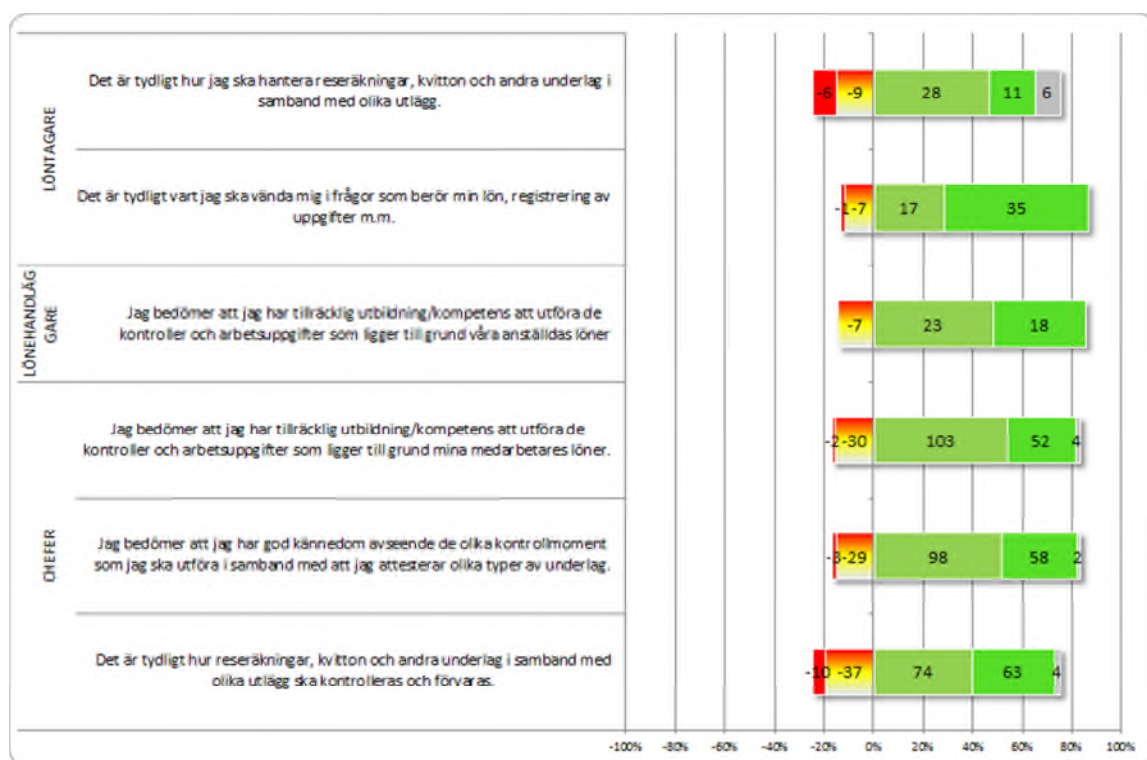 LÖNTAGARE
Det är tydligt hur jag ska hantera reseräkningar, kvitton och andra underlag i
samband med olika utlägg.
-6 -9 28 11 6
Det är tydligt vart jag ska vända mig i frågor som berör min lön, registrering av
uppgifter m.m.
-1 -7 17 35
LÖNEHANDLÄG
GARE
Jag bedömer att jag har tillräcklig utbildning/kompetens att utföra de
kontroller och arbetsuppgifter som ligger till grund våra anställdas löner
-7 23 18
CHEFER
Jag bedömer att jag har tillräcklig utbildning/kompetens att utföra de
kontroller och arbetsuppgifter som ligger till grund mina medarbetares löner.
-2 -30 103 52 4
Jag bedömer att jag har god kännedom avseende de olika kontrollmoment
som jag ska utföra i samband med att jag attesterar olika typer av underlag.
-3 -29 98 58 2
Det är tydligt hur reseräkningar, kvitton och andra underlag i samband med
olika utlägg ska kontrolleras och förvaras.
-10 -37 74 63 4
-100% -80% -60% -40% -20% 0% 20% 40% 60% 80% 100%